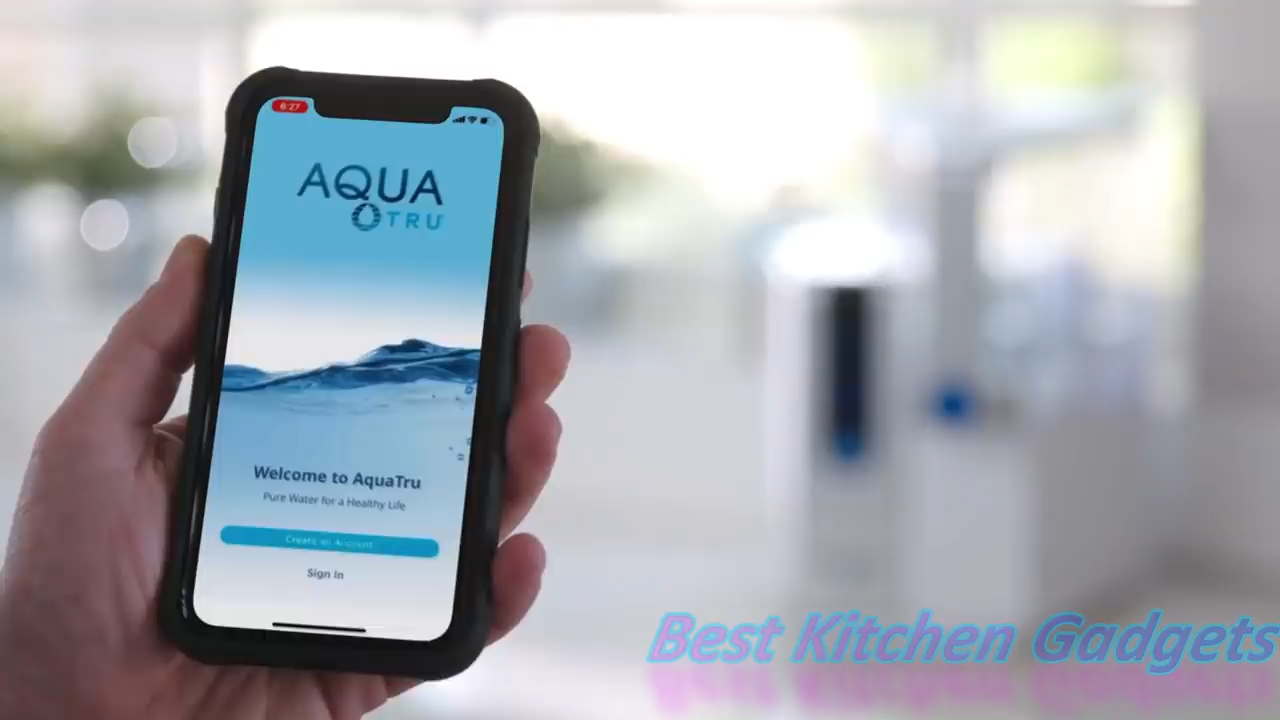 6:27
AQUA
TRU
Welcome to AquaTru
Pure Water for a Healthy Life
Create an Account
Sign In
Best Kitchen Gadgets